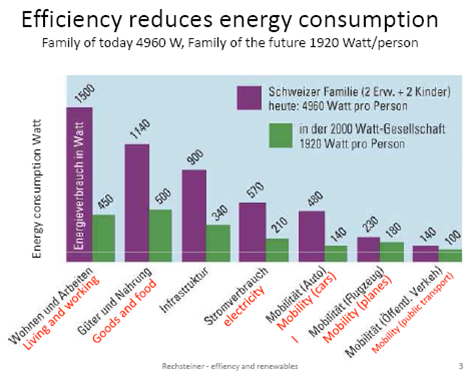 Efficiency reduces energy consumption
Family of today 4960 W, Family of the future 1920 Watt/person
Energy consumption Watt
Energieverbrauch in Watt
Schweizer Familie (2 Erw. + 2 Kinder)
heute: 4960 Watt pro Person
in der 2000 Watt-Gesellschaft
1920 Watt pro Person
1500
450
1140
500
900
340
570
210
480
140
230
180
140
100
Wohnen und Arbeiten
Living and working
Güter und Nahrung
Goods and food
Infrastruktur
Stromverbrauch
electricity
Mobilität (Auto)
Mobility (cars)
l
Mobilität (Flugzeug)
Mobility (planes)
Mobilität (Öffentl. Verkeh)
Mobility (public transport)
Rechsteiner - effiency and renewables
3